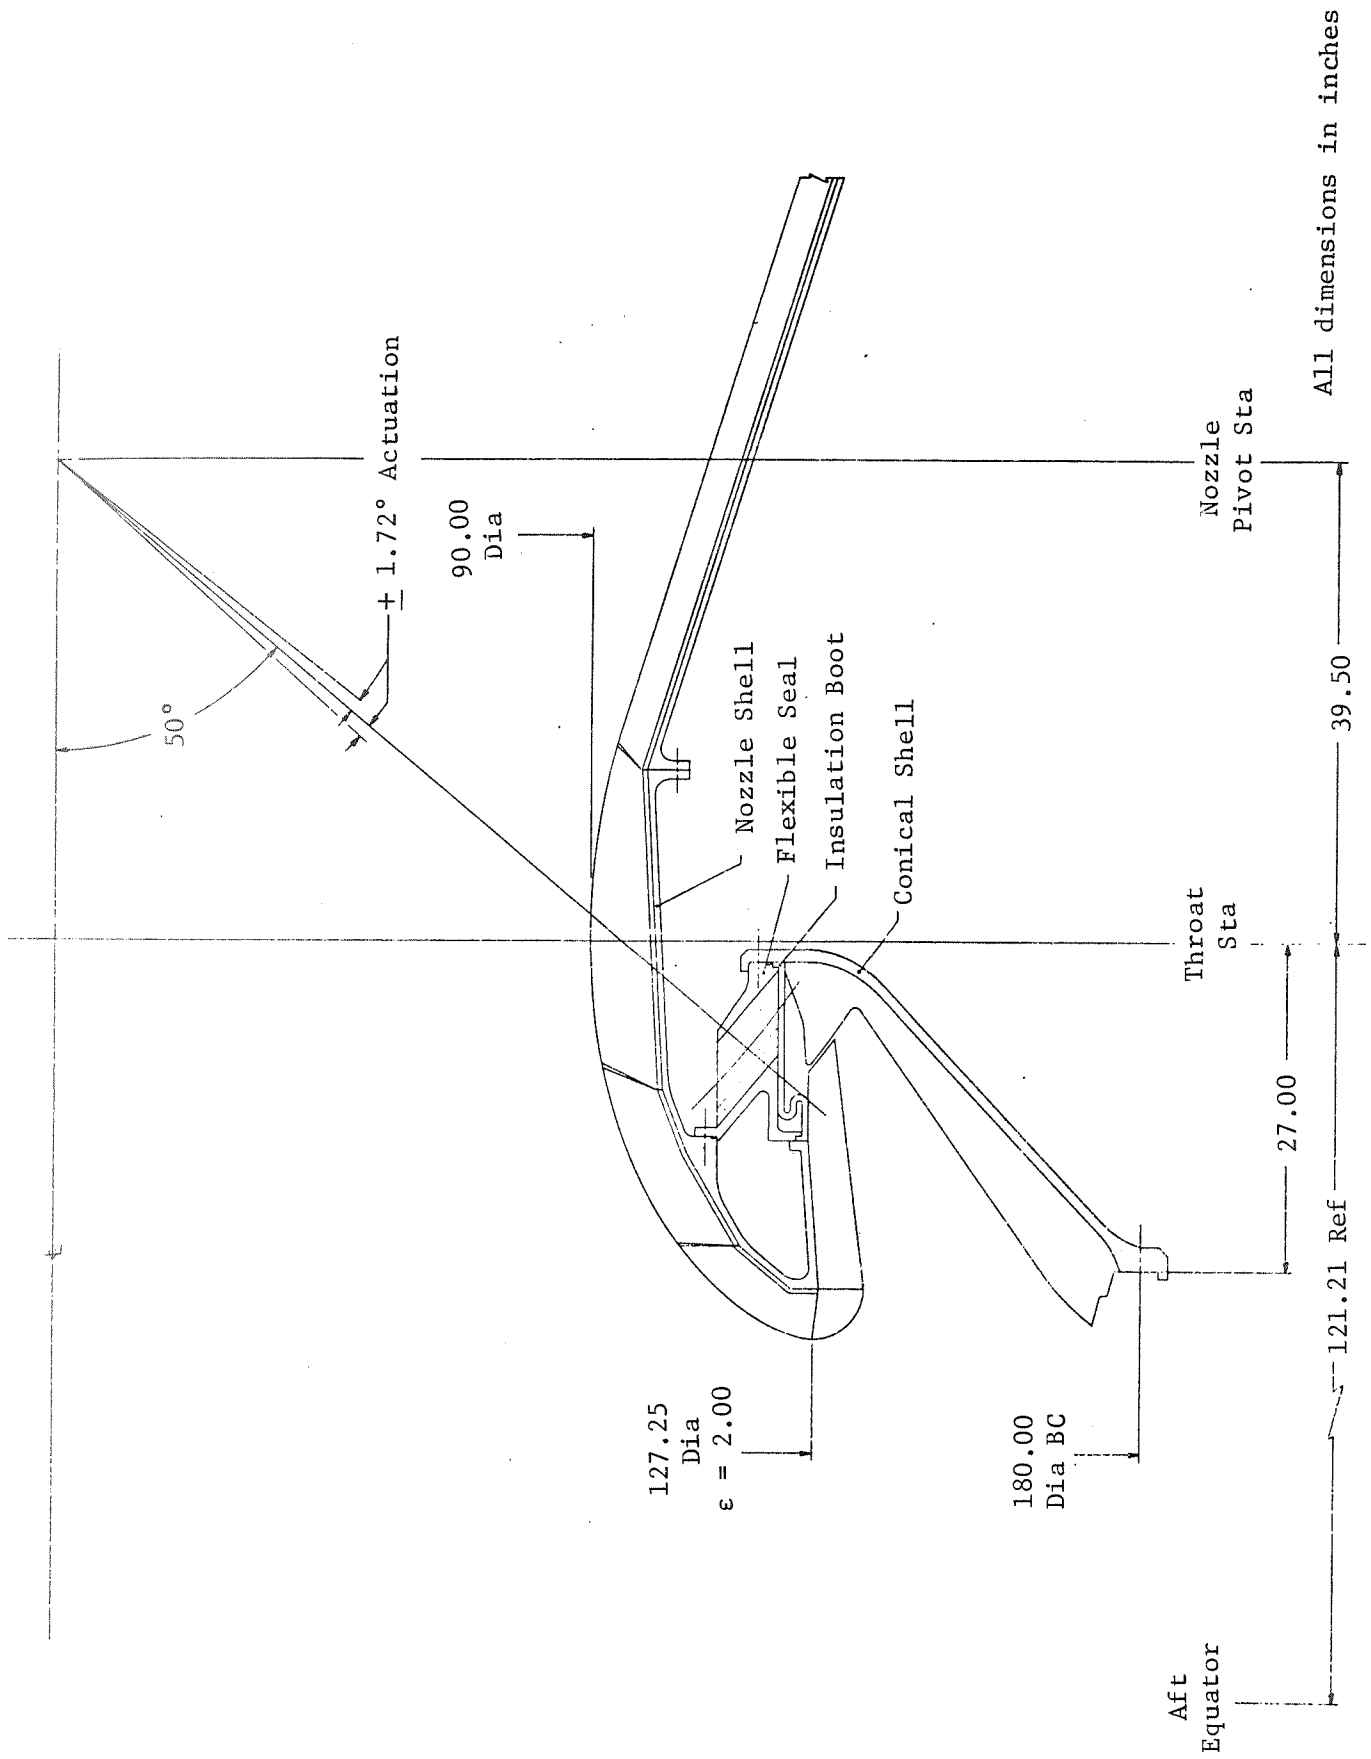 50°
± 1.72° Actuation
90.00
Dia
Nozzle Shell
Flexible Seal
Insulation Boot
Conical Shell
127.25
Dia
ε = 2.00
180.00
Dia BC
Aft
Equator
Throat
Sta
Nozzle
Pivot Sta
27.00
121.21 Ref
39.50
All dimensions in inches